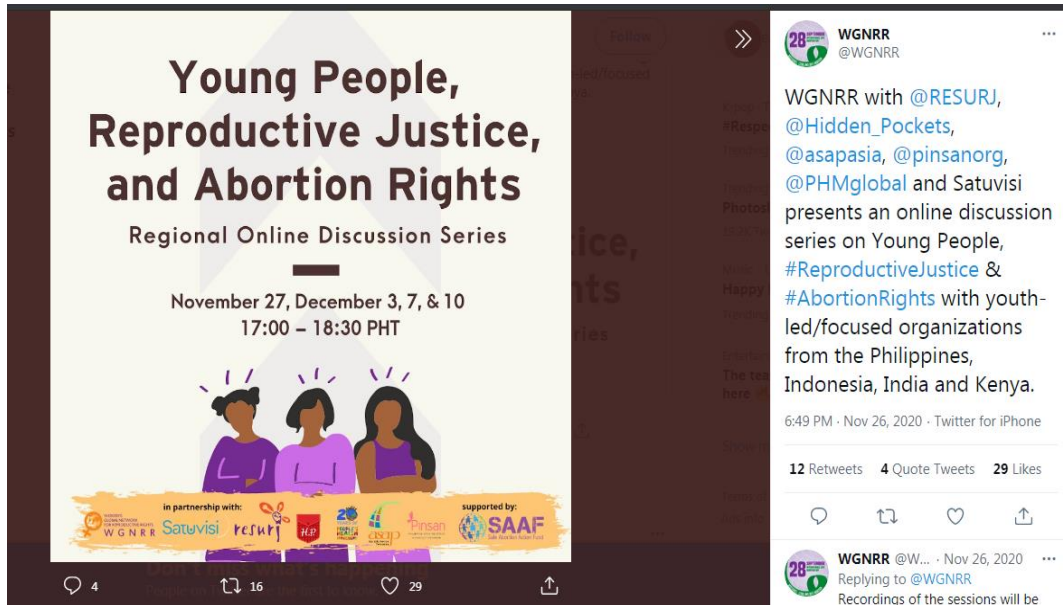 Young People,
Reproductive Justice,
and Abortion Rights
Regional Online Discussion Series
November 27, December 3, 7, & 10
17:00 – 18:30 PHT
in partnership with:
supported by:
WGNRR
Satuvisi
resurj
H.P.
asap
Pinsan
SAAF
Safe Abortion Action Fund
4
16
29
Follow
WGNRR
@WGNRR
WGNRR with @RESURJ,
@Hidden_Pockets,
@asapasia, @pinsanorg,
@PHMglobal and Satuvisi
presents an online discussion
series on Young People,
#ReproductiveJustice &
#AbortionRights with youth-
led/focused organizations
from the Philippines,
Indonesia, India and Kenya.
6:49 PM · Nov 26, 2020 · Twitter for iPhone
12 Retweets 4 Quote Tweets 29 Likes
WGNRR @W... · Nov 26, 2020
Replying to @WGNRR
Recordings of the sessions will be